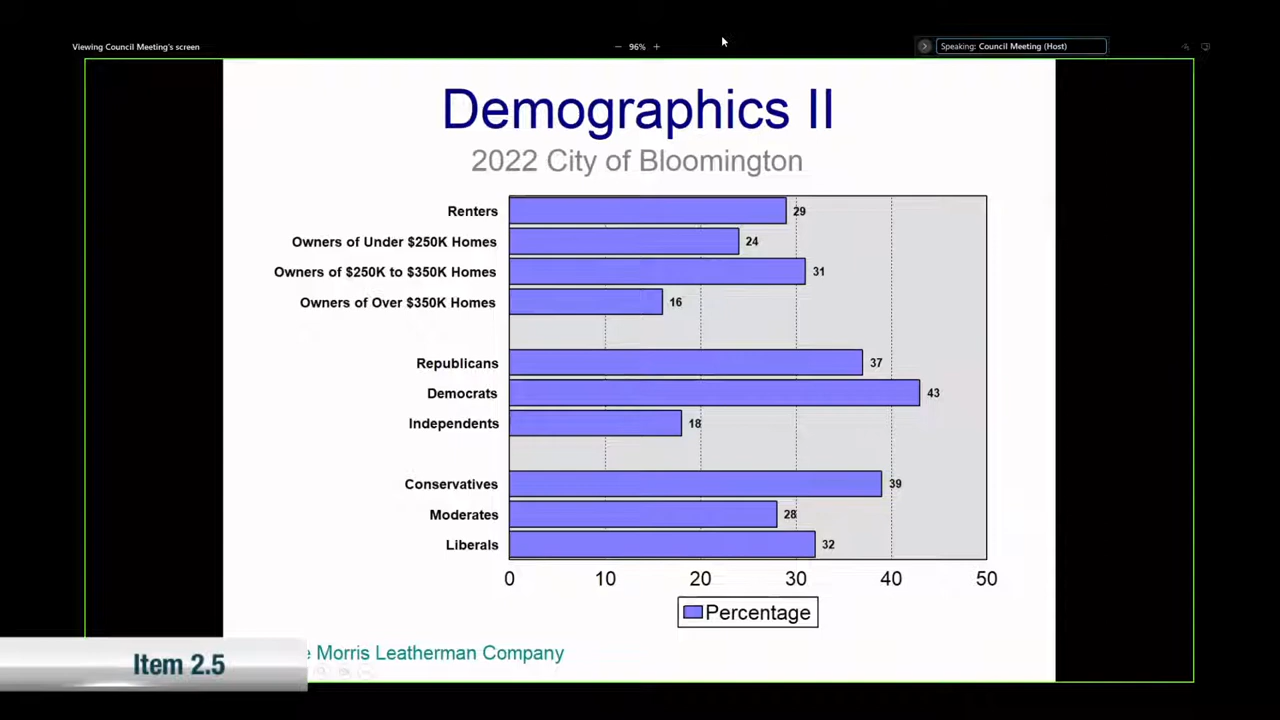 Viewing Council Meeting's screen
96%
Speaking: Council Meeting (Host)
Demographics II
2022 City of Bloomington
Renters 29
Owners of Under $250K Homes 24
Owners of $250K to $350K Homes 31
Owners of Over $350K Homes 16
Republicans 37
Democrats 43
Independents 18
Conservatives 39
Moderates 28
Liberals 32
0 10 20 30 40 50
Percentage
Morris Leatherman Company
Item 2.5